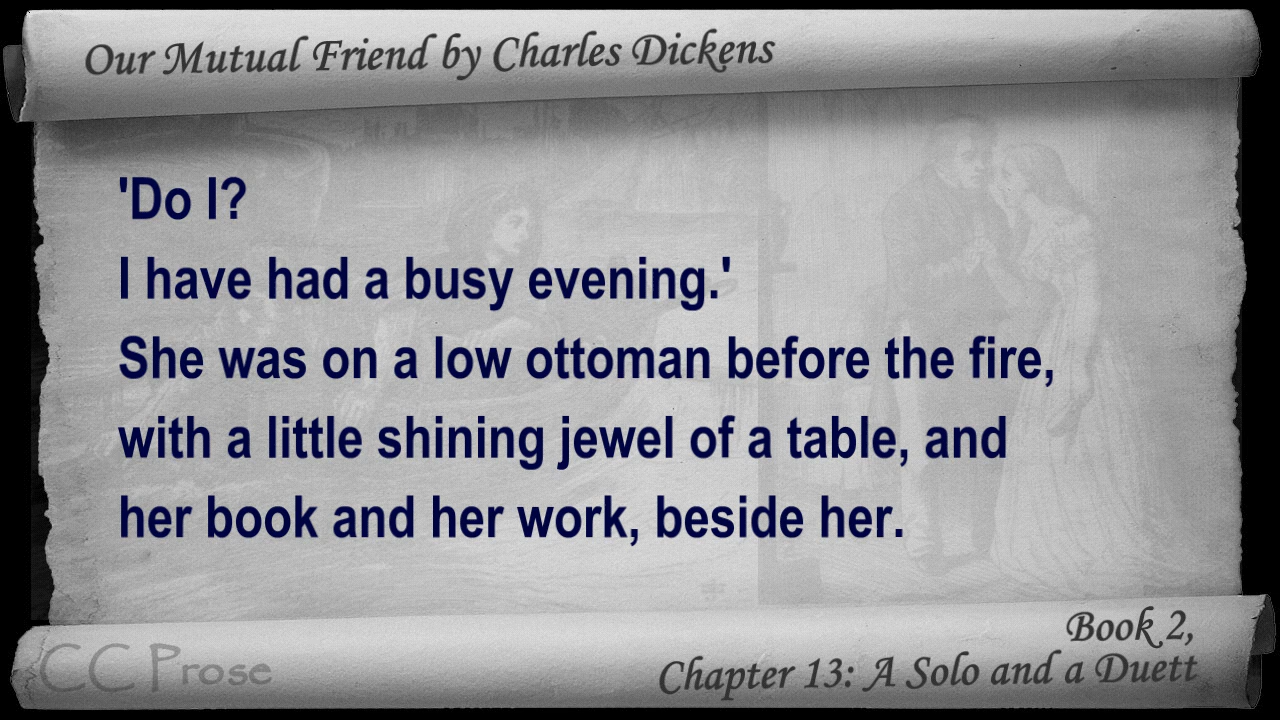 Our Mutual Friend by Charles Dickens
'Do I?
I have had a busy evening.'
She was on a low ottoman before the fire,
with a little shining jewel of a table, and
her book and her work, beside her.
Book 2,
Chapter 13: A Solo and a Duett
CC Prose